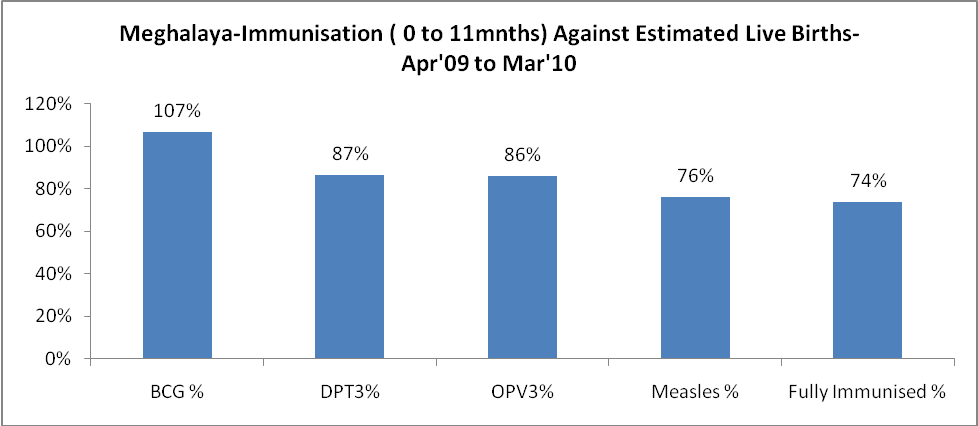 Meghalaya-Immunisation ( 0 to 11mnths) Against Estimated Live Births-
Apr'09 to Mar'10
120%
100%
80%
60%
40%
20%
0%
107%
87%
86%
76%
74%
BCG %
DPT3%
OPV3%
Measles %
Fully Immunised %